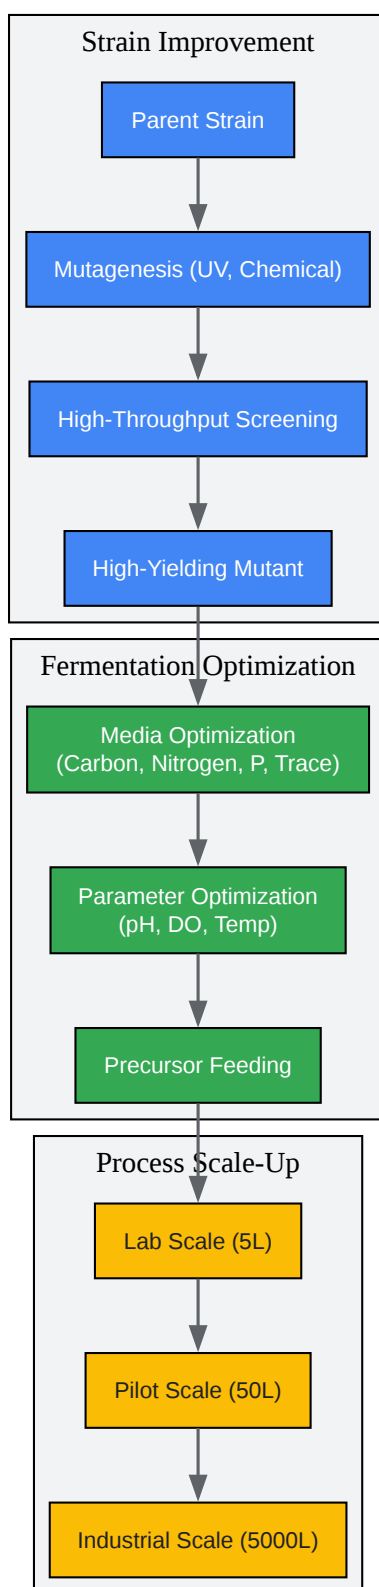 Strain Improvement
Parent Strain
Mutagenesis (UV, Chemical)
High-Throughput Screening
High-Yielding Mutant
Fermentation Optimization
Media Optimization
(Carbon, Nitrogen, P, Trace)
Parameter Optimization
(pH, DO, Temp)
Precursor Feeding
Process Scale-Up
Lab Scale (5L)
Pilot Scale (50L)
Industrial Scale (5000L)